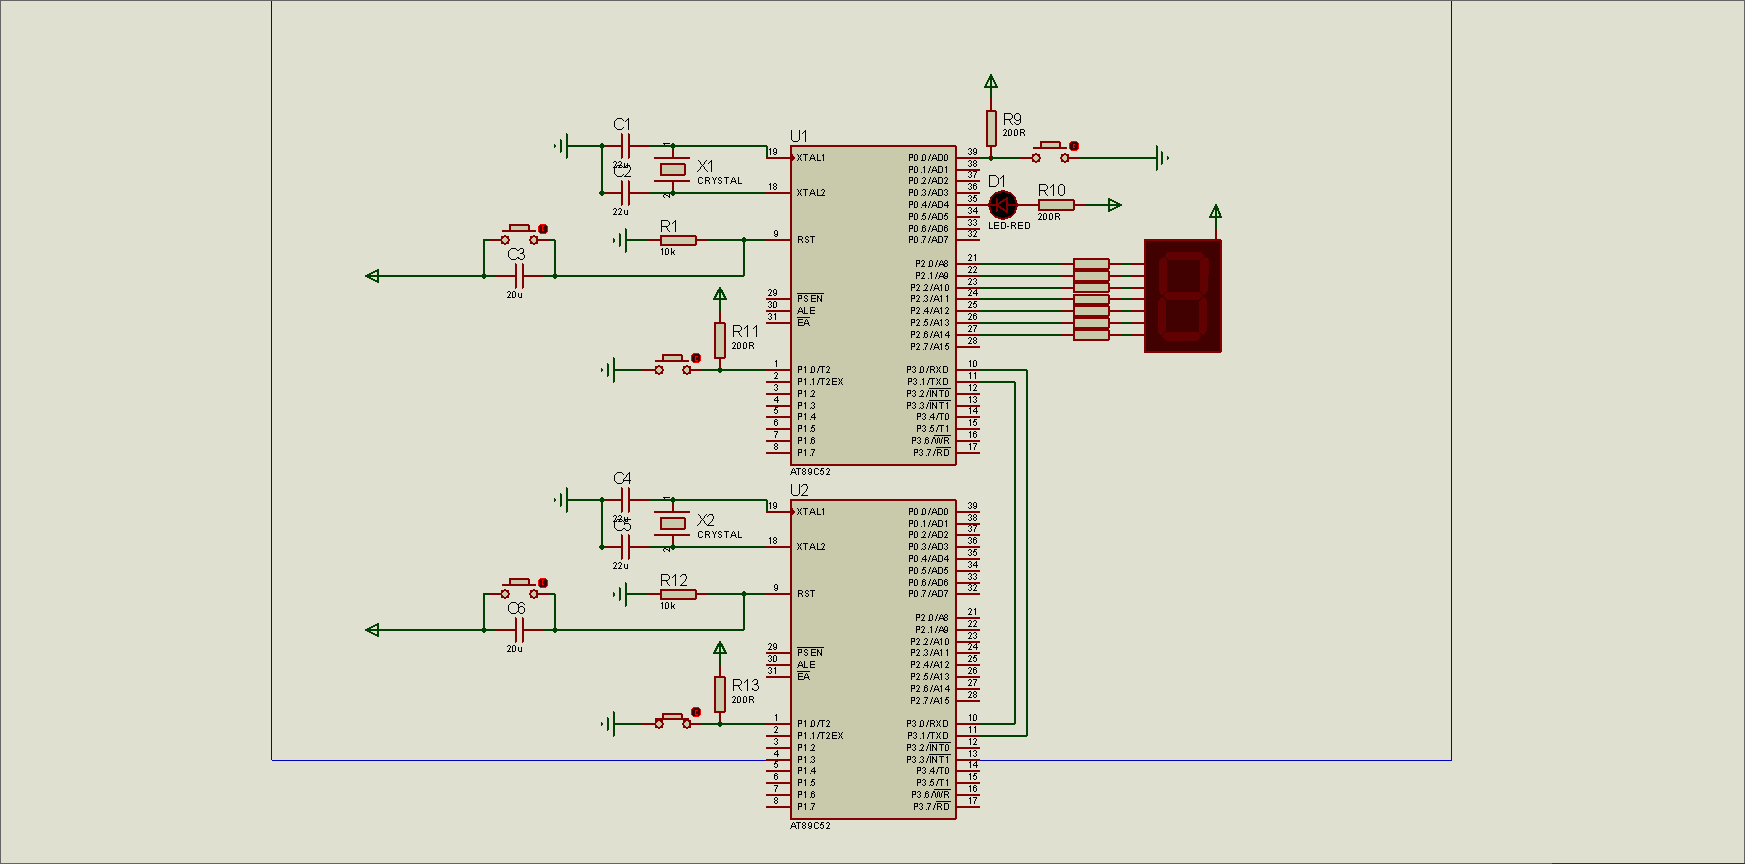 C1
22u
C2
22u
X1
CRYSTAL
1
2
R1
10k
C3
20u
R11
200R
U1
19 XTAL1
18 XTAL2
9 RST
29 PSEN
30 ALE
31 EA
1 P1.0/T2
2 P1.1/T2EX
3 P1.2
4 P1.3
5 P1.4
6 P1.5
7 P1.6
8 P1.7
P0.0/AD0 39
P0.1/AD1 38
P0.2/AD2 37
P0.3/AD3 36
P0.4/AD4 35
P0.5/AD5 34
P0.6/AD6 33
P0.7/AD7 32
P2.0/A8 21
P2.1/A9 22
P2.2/A10 23
P2.3/A11 24
P2.4/A12 25
P2.5/A13 26
P2.6/A14 27
P2.7/A15 28
P3.0/RXD 10
P3.1/TXD 11
P3.2/INT0 12
P3.3/INT1 13
P3.4/T0 14
P3.5/T1 15
P3.6/WR 16
P3.7/RD 17
AT89C52
R9
200R
D1
LED-RED
R10
200R
C4
22u
C5
22u
X2
CRYSTAL
1
2
R12
10k
C6
20u
R13
200R
U2
19 XTAL1
18 XTAL2
9 RST
29 PSEN
30 ALE
31 EA
1 P1.0/T2
2 P1.1/T2EX
3 P1.2
4 P1.3
5 P1.4
6 P1.5
7 P1.6
8 P1.7
P0.0/AD0 39
P0.1/AD1 38
P0.2/AD2 37
P0.3/AD3 36
P0.4/AD4 35
P0.5/AD5 34
P0.6/AD6 33
P0.7/AD7 32
P2.0/A8 21
P2.1/A9 22
P2.2/A10 23
P2.3/A11 24
P2.4/A12 25
P2.5/A13 26
P2.6/A14 27
P2.7/A15 28
P3.0/RXD 10
P3.1/TXD 11
P3.2/INT0 12
P3.3/INT1 13
P3.4/T0 14
P3.5/T1 15
P3.6/WR 16
P3.7/RD 17
AT89C52